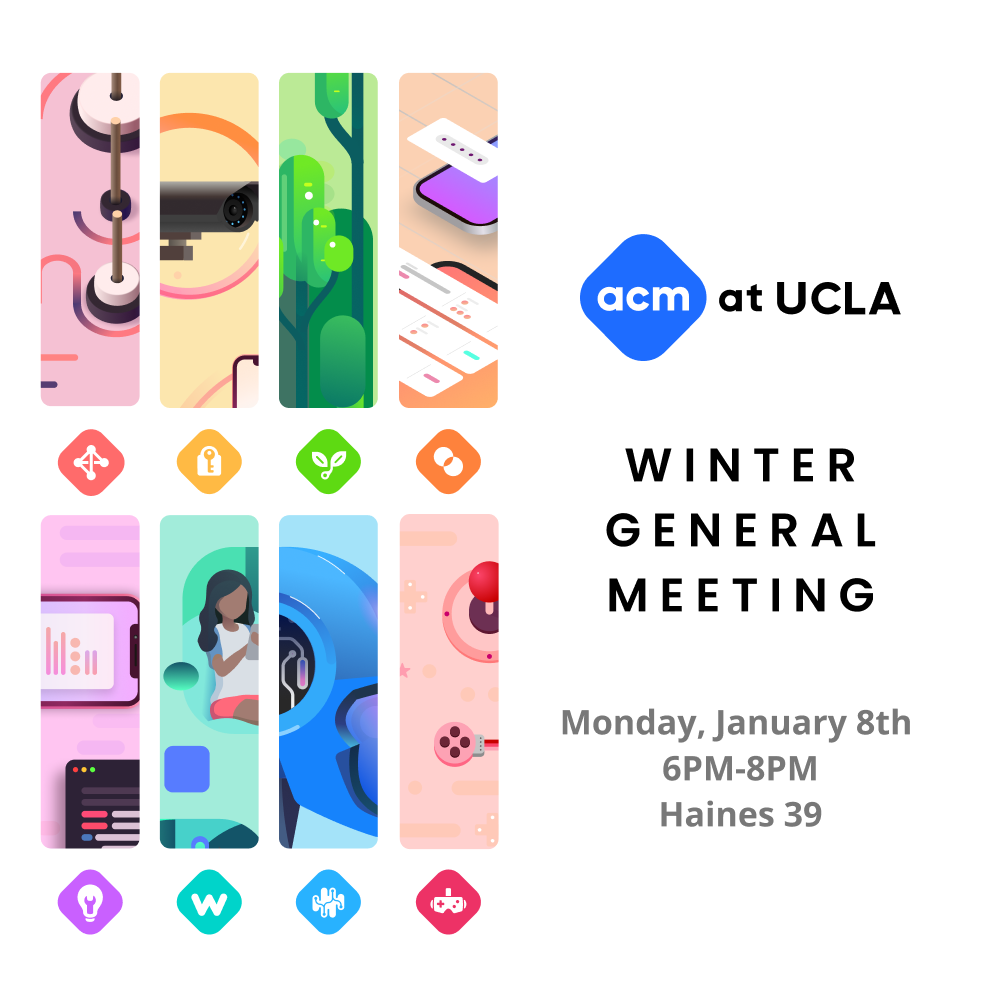 acm at UCLA
WINTER
GENERAL
MEETING
Monday, January 8th
6PM-8PM
Haines 39
W